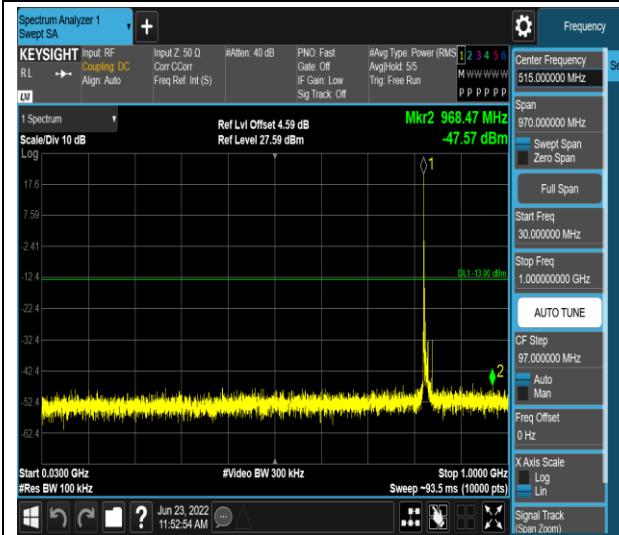 Spectrum Analyzer 1
Swept SA
Frequency
KEYSIGHT
RL
LXI
Input: RF
Coupling: DC
Align: Auto
Input Z: 50 Ω
Corr CCorr
Freq Ref: Int (S)
#Atten: 40 dB
PNO: Fast
Gate: Off
IF Gain: Low
Sig Track: Off
#Avg Type: Power (RMS
Avg|Hold: 5/5
Trig: Free Run
1 2 3 4 5 6
M W W W W W
P P P P P P
1 Spectrum
Scale/Div 10 dB
Log
Ref Lvl Offset 4.59 dB
Ref Level 27.59 dBm
Mkr2 968.47 MHz
-47.57 dBm
1
17.6
7.59
-2.41
-12.4
DL1 -13.00 dBm
-22.4
-32.4
-42.4
2
-52.4
-62.4
Start 0.0300 GHz
#Video BW 300 kHz
Stop 1.0000 GHz
#Res BW 100 kHz
Sweep ~93.5 ms (10000 pts)
?
Jun 23, 2022
11:52:54 AM
Center Frequency
515.000000 MHz
Se
Span
970.000000 MHz
Swept Span
Zero Span
Full Span
Start Freq
30.000000 MHz
Stop Freq
1.000000000 GHz
AUTO TUNE
CF Step
97.000000 MHz
Auto
Man
Freq Offset
0 Hz
X Axis Scale
Log
Lin
Signal Track
(Span Zoom)